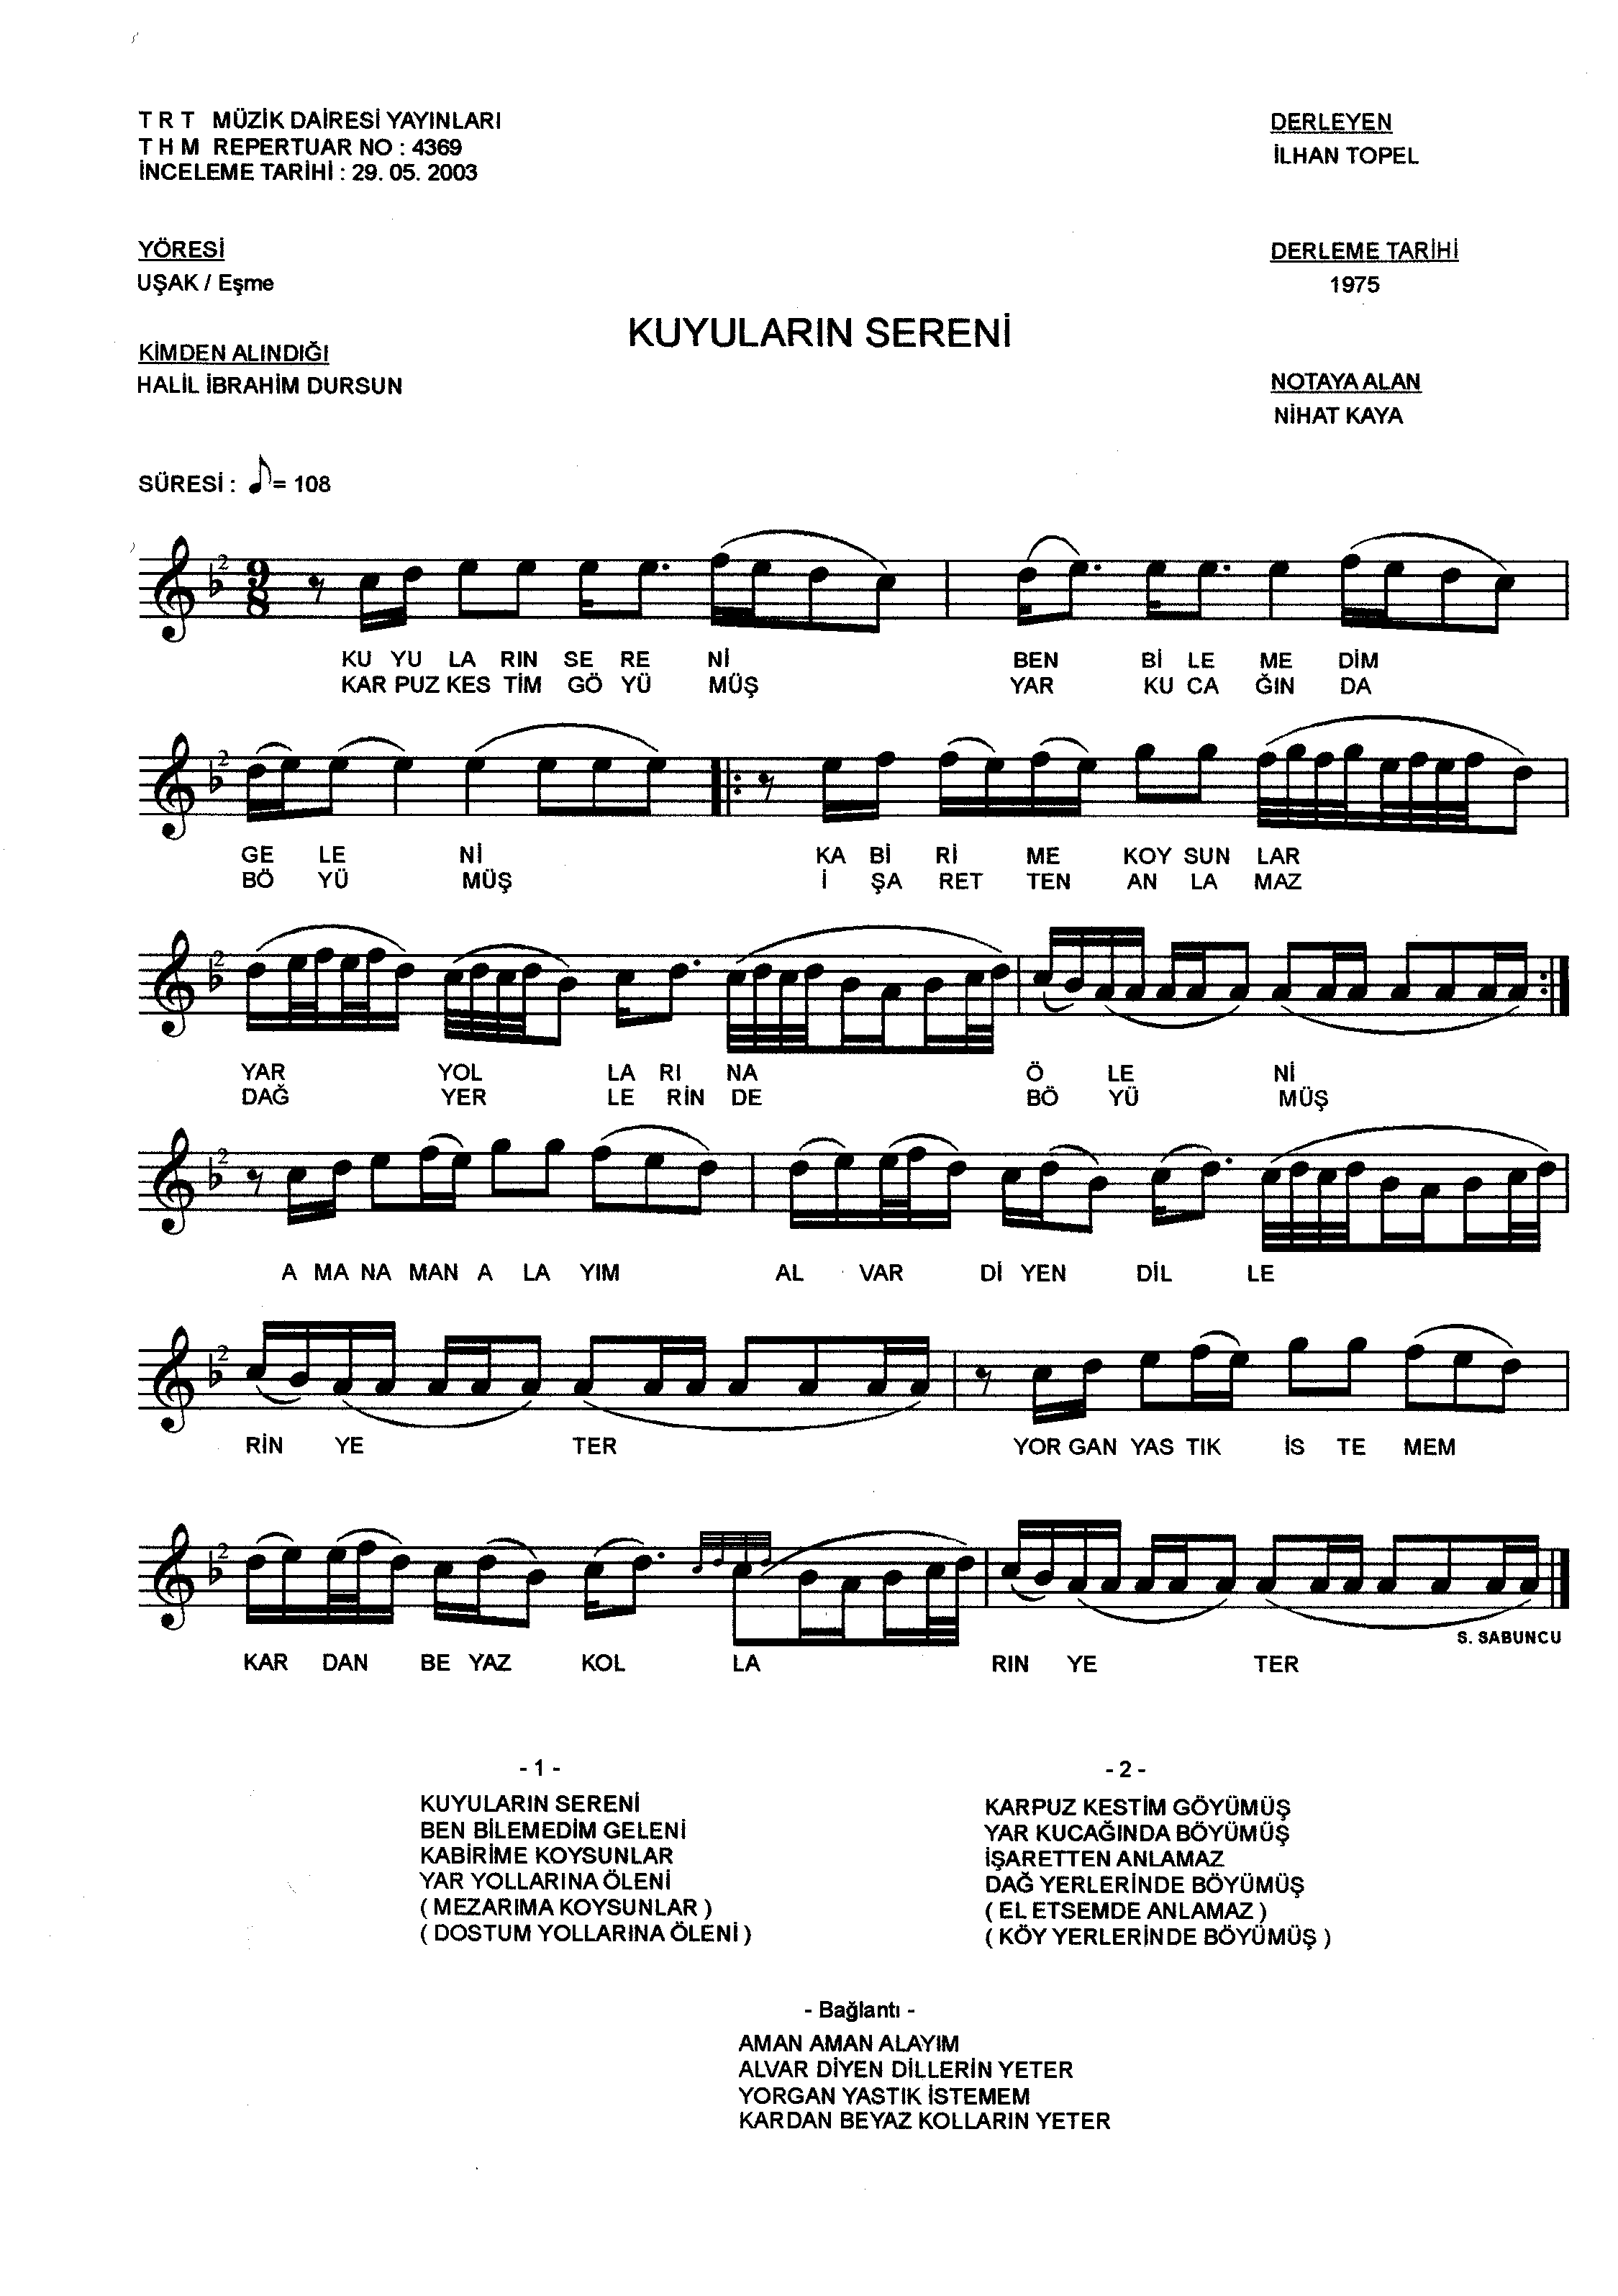 T R T MÜZİK DAİRESİ YAYINLARI
T H M REPERTUAR NO : 4369
İNCELEME TARİHİ : 29. 05. 2003
DERLEYEN
İLHAN TOPEL
YÖRESİ
UŞAK / Eşme
DERLEME TARİHİ
1975
KUYULARIN SERENİ
KİMDEN ALINDIĞI
HALİL İBRAHİM DURSUN
NOTAYA ALAN
NİHAT KAYA
SÜRESİ : ♪= 108
KU YU LA RIN SE RE Nİ BEN Bİ LE ME DİM
KAR PUZ KES TİM GÖ YÜ MÜŞ YAR KU CA ĞIN DA
GE LE Nİ KA Bİ Rİ ME KOY SUN LAR
BÖ YÜ MÜŞ İ ŞA RET TEN AN LA MAZ
YAR YOL LA RI NA Ö LE Nİ
DAĞ YER LE RİN DE BÖ YÜ MÜŞ
A MA NA MAN A LA YIM AL VAR Dİ YEN DİL LE
RİN YE TER YOR GAN YAS TIK İS TE MEM
S. SABUNCU
KAR DAN BE YAZ KOL LA RIN YE TER
- 1 -
KUYULARIN SERENİ
BEN BİLEMEDİM GELENİ
KABİRİME KOYSUNLAR
YAR YOLLARINA ÖLENİ
( MEZARIMA KOYSUNLAR )
( DOSTUM YOLLARINA ÖLENİ )
- 2 -
KARPUZ KESTİM GÖYÜMÜŞ
YAR KUCAĞINDA BÖYÜMÜŞ
İŞARETTEN ANLAMAZ
DAĞ YERLERİNDE BÖYÜMÜŞ
( EL ETSEMDE ANLAMAZ )
( KÖY YERLERİNDE BÖYÜMÜŞ )
- Bağlantı -
AMAN AMAN ALAYIM
ALVAR DİYEN DİLLERİN YETER
YORGAN YASTIK İSTEMEM
KARDAN BEYAZ KOLLARIN YETER